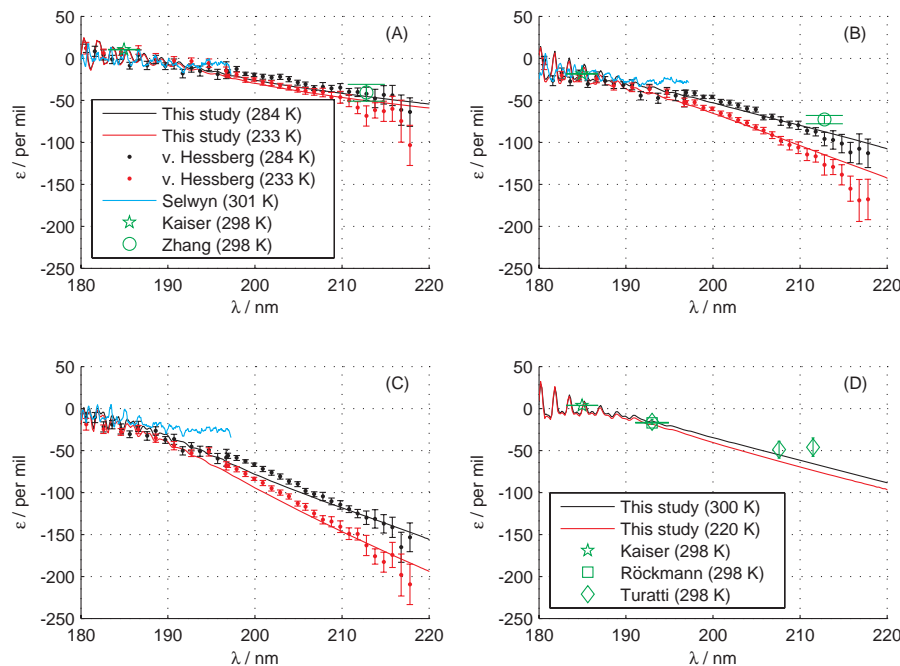 50
0
-50
-100
-150
-200
-250
ε / per mil
180
190
200
210
220
λ / nm
(A)
This study (284 K)
This study (233 K)
v. Hessberg (284 K)
v. Hessberg (233 K)
Selwyn (301 K)
Kaiser (298 K)
Zhang (298 K)
50
0
-50
-100
-150
-200
-250
ε / per mil
180
190
200
210
220
λ / nm
(B)
50
0
-50
-100
-150
-200
-250
ε / per mil
180
190
200
210
220
λ / nm
(C)
50
0
-50
-100
-150
-200
-250
ε / per mil
180
190
200
210
220
λ / nm
(D)
This study (300 K)
This study (220 K)
Kaiser (298 K)
Röckmann (298 K)
Turatti (298 K)